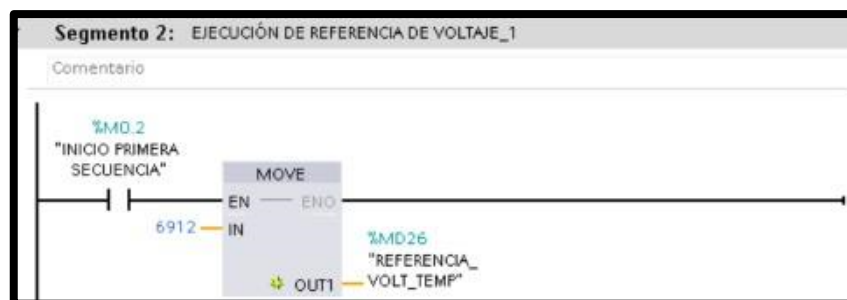 Segmento 2: EJECUCIÓN DE REFERENCIA DE VOLTAJE_1
Comentario
%M0.2
"INICIO PRIMERA
SECUENCIA"
MOVE
EN ENO
6912 IN
%MD26
"REFERENCIA_
OUT1 VOLT_TEMP"